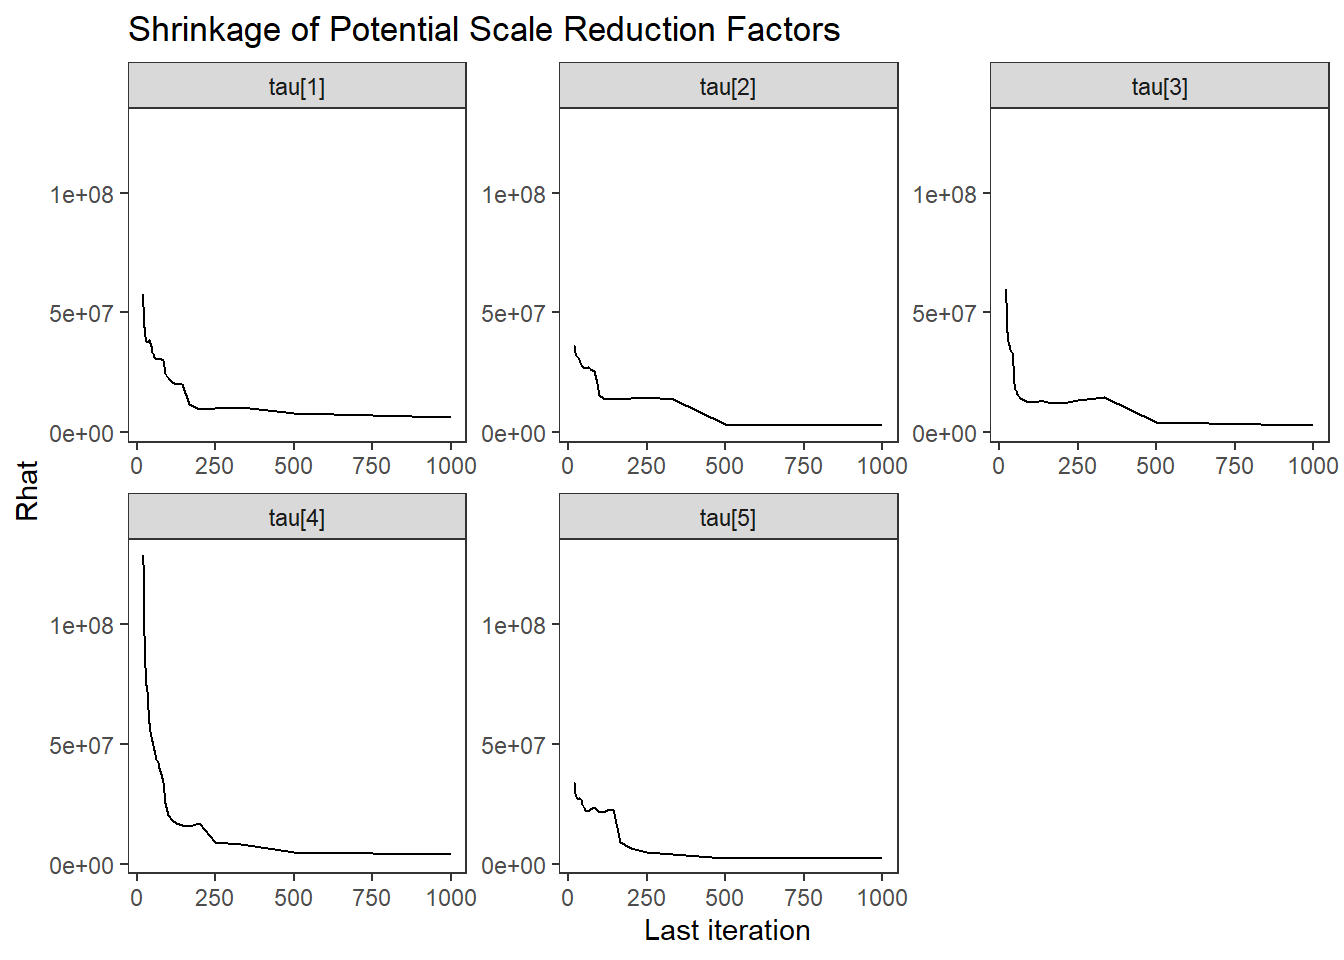 Shrinkage of Potential Scale Reduction Factors
tau[1] tau[2] tau[3]
1e+08 1e+08 1e+08
5e+07 5e+07 5e+07
0e+00 0e+00 0e+00
0 250 500 750 1000 0 250 500 750 1000 0 250 500 750 1000
Rhat
tau[4] tau[5]
1e+08 1e+08
5e+07 5e+07
0e+00 0e+00
0 250 500 750 1000 0 250 500 750 1000
Last iteration